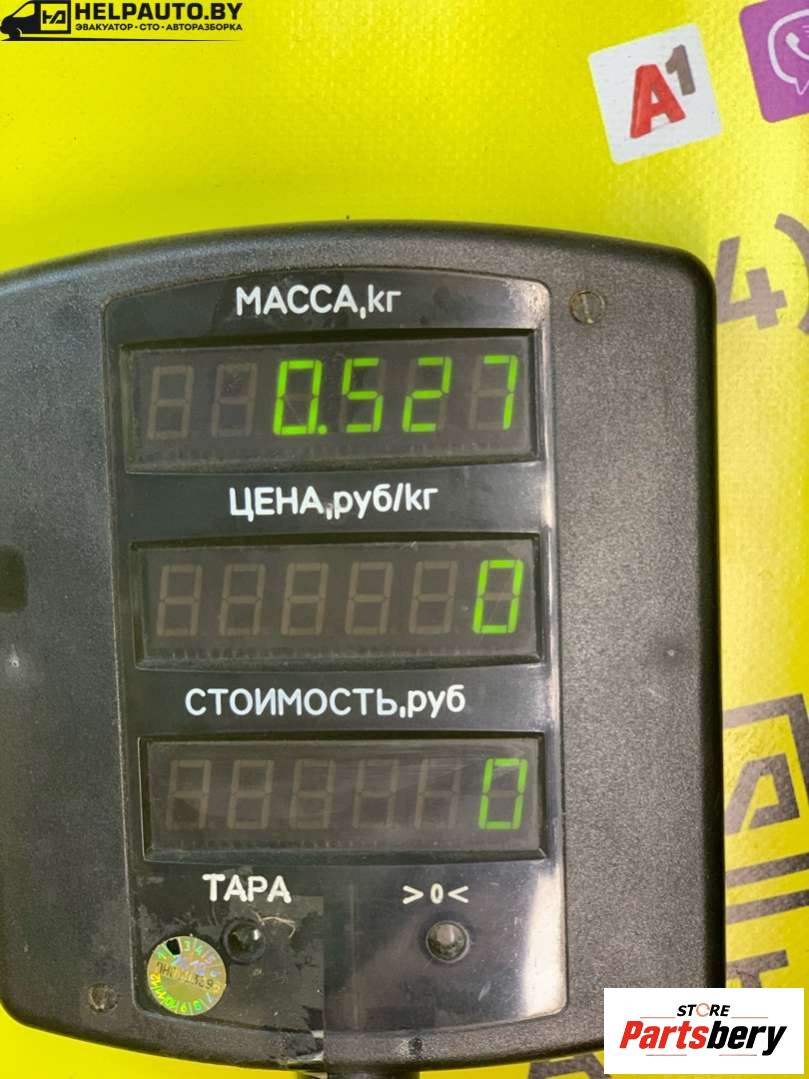 HELPAUTO.BY
ЭВАКУАТОР • СТО • АВТОРАЗБОРКА
A1
4)
МАССА,кг
0.527
ЦЕНА,руб/кг
0
СТОИМОСТЬ,руб
0
ТАРА >0<
STORE
Partsbery